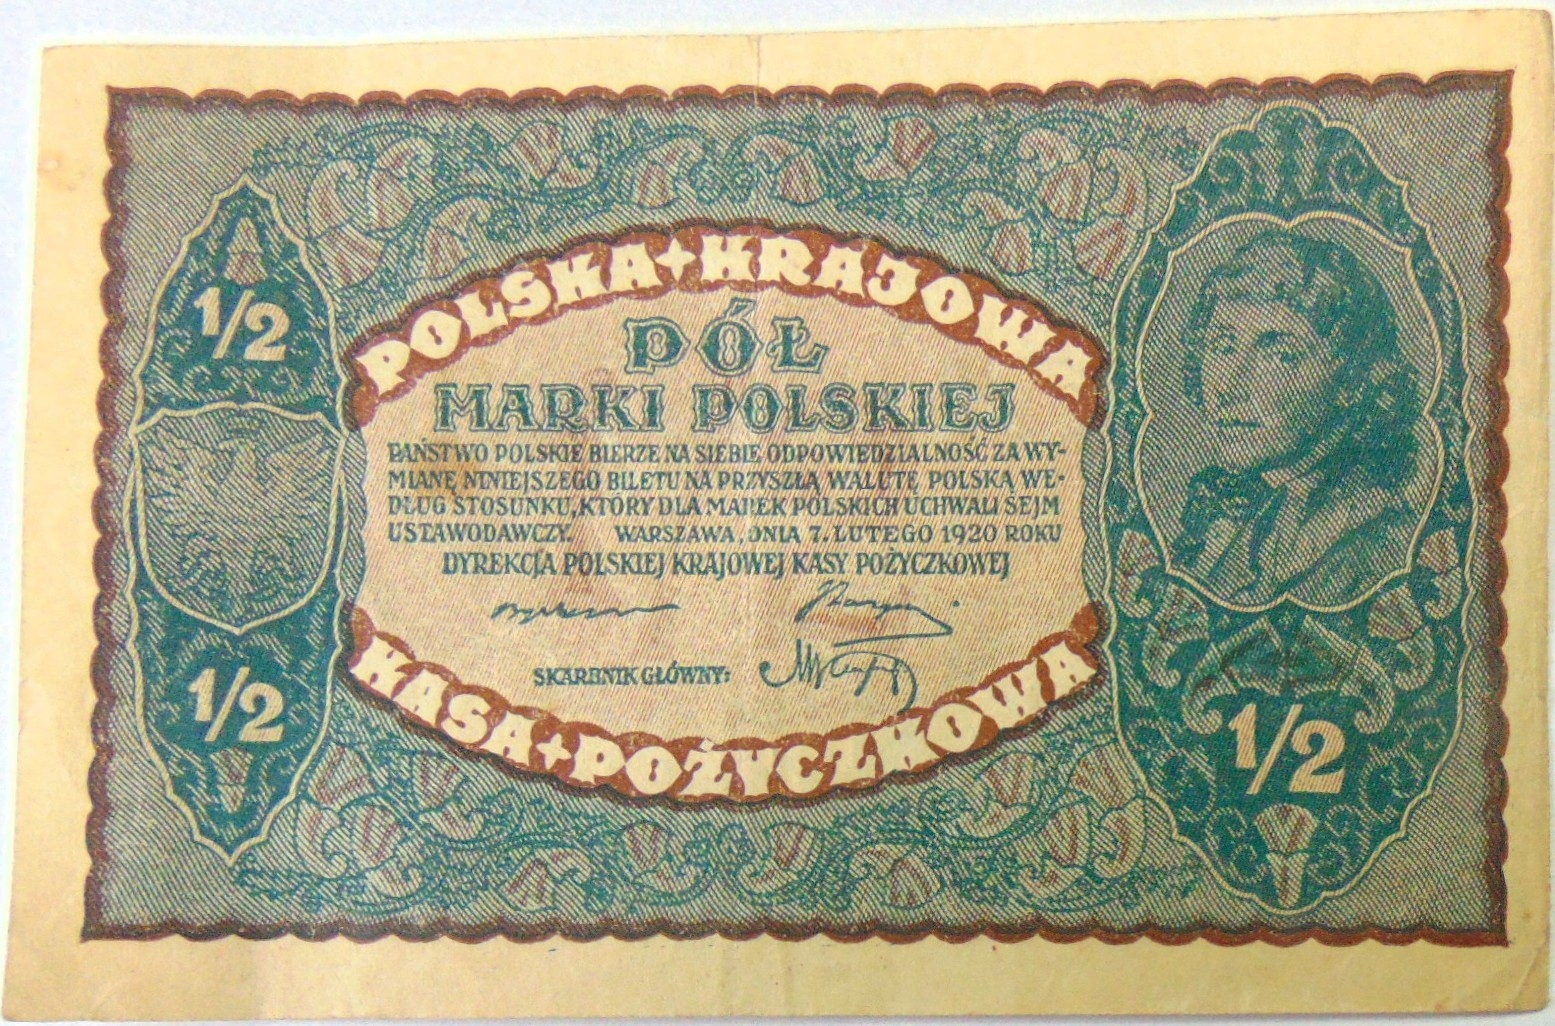 POLSKA + KRAJOWA
PÓŁ
MARKI POLSKIEJ
PAŃSTWO POLSKIE BIERZE NA SIEBIE ODPOWIEDZIALNOŚĆ ZA WY-
MIANĘ NINIEJSZEGO BILETU NA PRZYSZŁĄ WALUTĘ POLSKĄ WE-
DŁUG STOSUNKU, KTÓRY DLA MAREK POLSKICH UCHWALI SEJM
USTAWODAWCZY. WARSZAWA, DNIA 7. LUTEGO 1920 ROKU
DYREKCJA POLSKIEJ KRAJOWEJ KASY POŻYCZKOWEJ
SKARBNIK GŁÓWNY:
KASA + POŻYCZKOWA
1/2
1/2
1/2